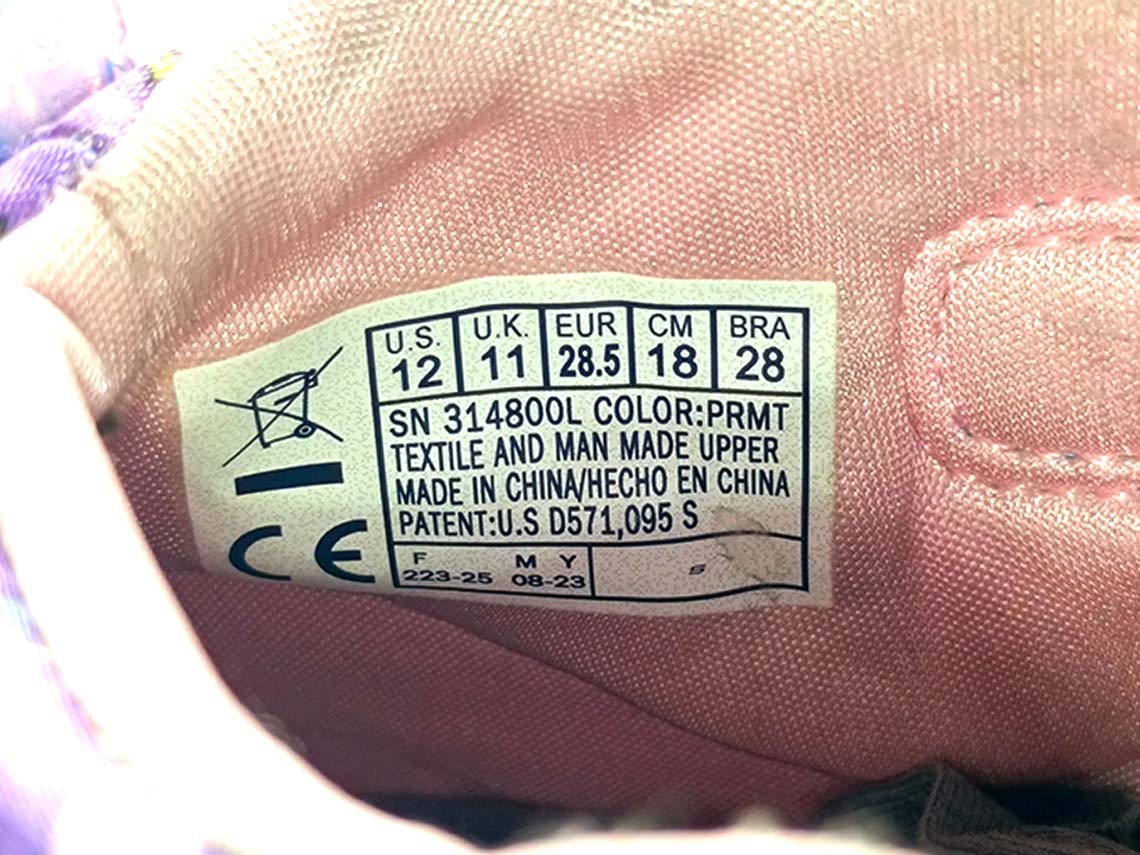 U.S. U.K. EUR CM BRA
12 11 28.5 18 28
SN 314800L COLOR:PRMT
TEXTILE AND MAN MADE UPPER
MADE IN CHINA/HECHO EN CHINA
PATENT:U.S D571,095 S
F M Y
223-25 08-23 S
CE